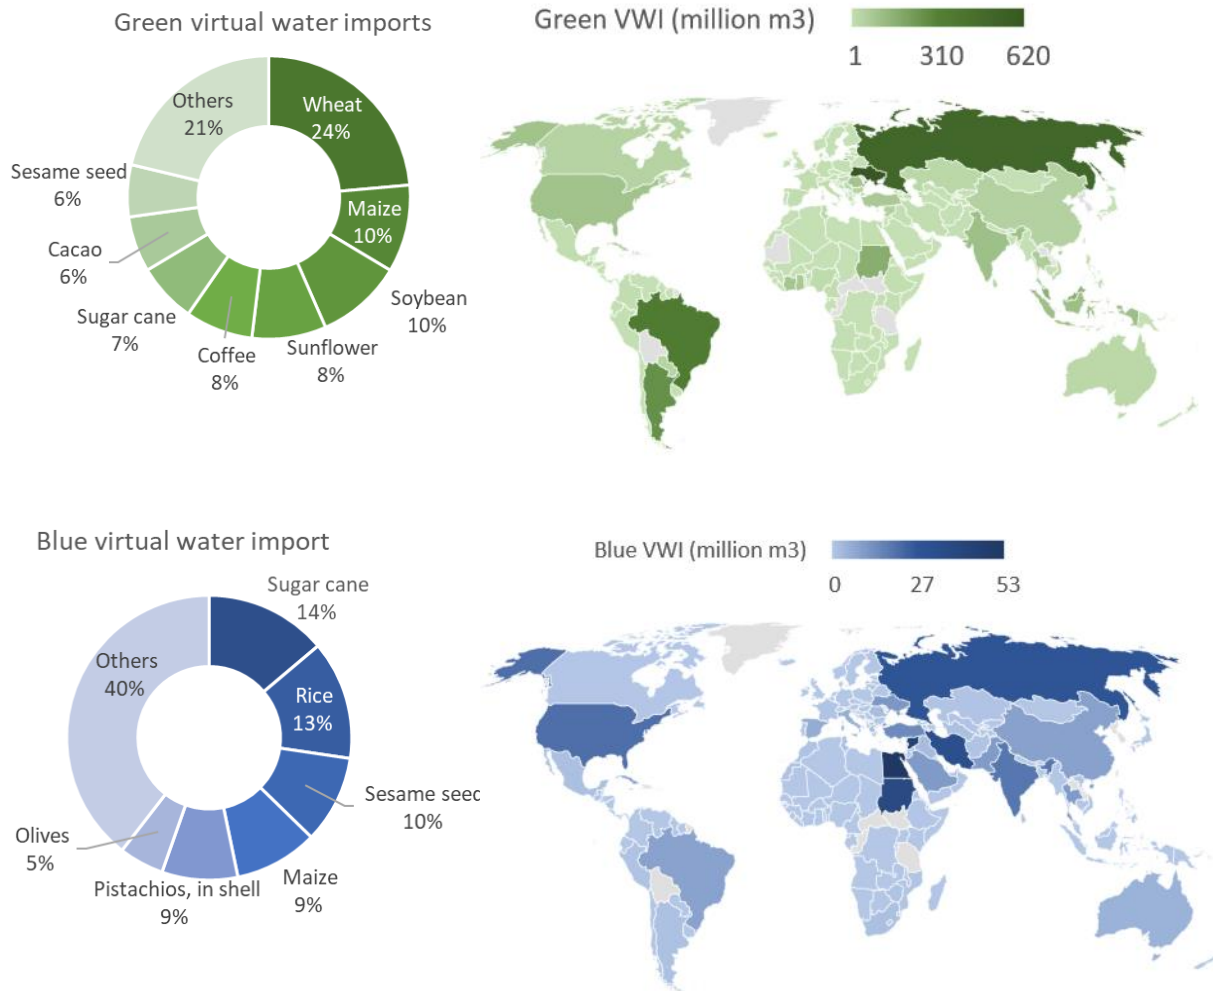 Green virtual water imports
Others
21%
Wheat
24%
Maize
10%
Soybean
10%
Sunflower
8%
Coffee
8%
Sugar cane
7%
Cacao
6%
Sesame seed
6%
Green VWI (million m3)
1 310 620
Blue virtual water import
Sugar cane
14%
Rice
13%
Sesame seed
10%
Maize
9%
Pistachios, in shell
9%
Olives
5%
Others
40%
Blue VWI (million m3)
0 27 53